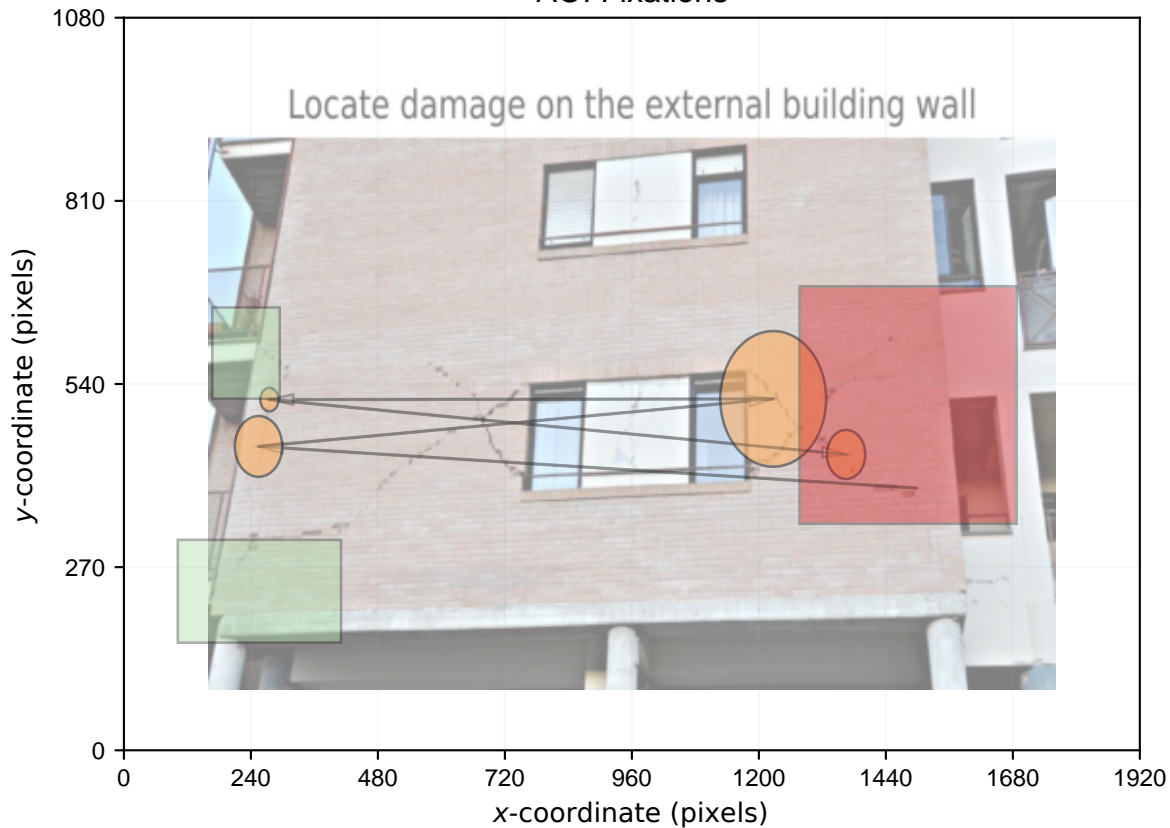 AOI Fixations
1080
810
540
270
0
y-coordinate (pixels)
Locate damage on the external building wall
0 240 480 720 960 1200 1440 1680 1920
x-coordinate (pixels)